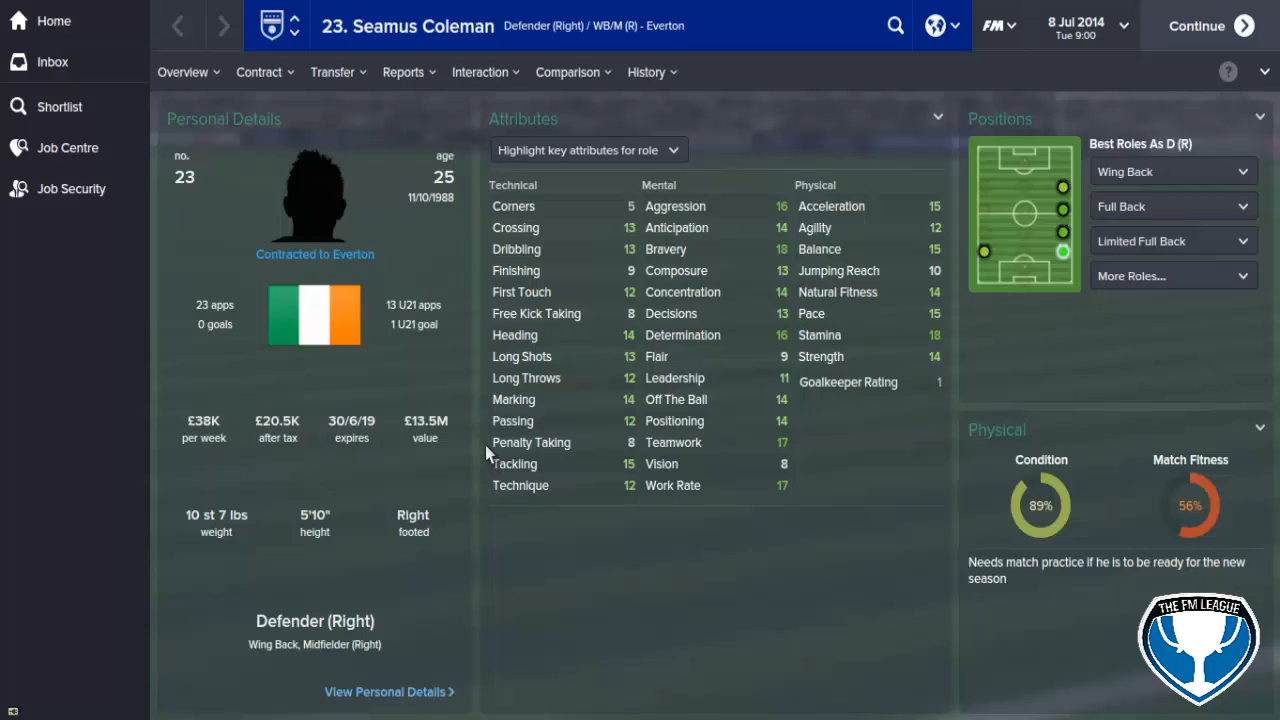 Home
Inbox
Shortlist
Job Centre
Job Security
23. Seamus Coleman
Defender (Right) / WB/M (R) - Everton
FM
8 Jul 2014
Tue 9:00
Continue
Overview Contract Transfer Reports Interaction Comparison History
?
Personal Details
no.
23
age
25
11/10/1988
Contracted to Everton
23 apps
0 goals
13 U21 apps
1 U21 goal
£38K
per week
£20.5K
after tax
30/6/19
expires
£13.5M
value
10 st 7 lbs
weight
5'10"
height
Right
footed
Defender (Right)
Wing Back, Midfielder (Right)
View Personal Details >
Attributes
Highlight key attributes for role
Technical Mental Physical
Corners 5 Aggression 16 Acceleration 15
Crossing 13 Anticipation 14 Agility 12
Dribbling 13 Bravery 18 Balance 15
Finishing 9 Composure 13 Jumping Reach 10
First Touch 12 Concentration 14 Natural Fitness 14
Free Kick Taking 8 Decisions 13 Pace 15
Heading 14 Determination 16 Stamina 18
Long Shots 13 Flair 9 Strength 14
Long Throws 12 Leadership 11 Goalkeeper Rating 1
Marking 14 Off The Ball 14
Passing 12 Positioning 14
Penalty Taking 8 Teamwork 17
Tackling 15 Vision 8
Technique 12 Work Rate 17
Positions
Best Roles As D (R)
Wing Back
Full Back
Limited Full Back
More Roles...
Physical
Condition
89%
Match Fitness
56%
Needs match practice if he is to be ready for the new
season
THE FM LEAGUE